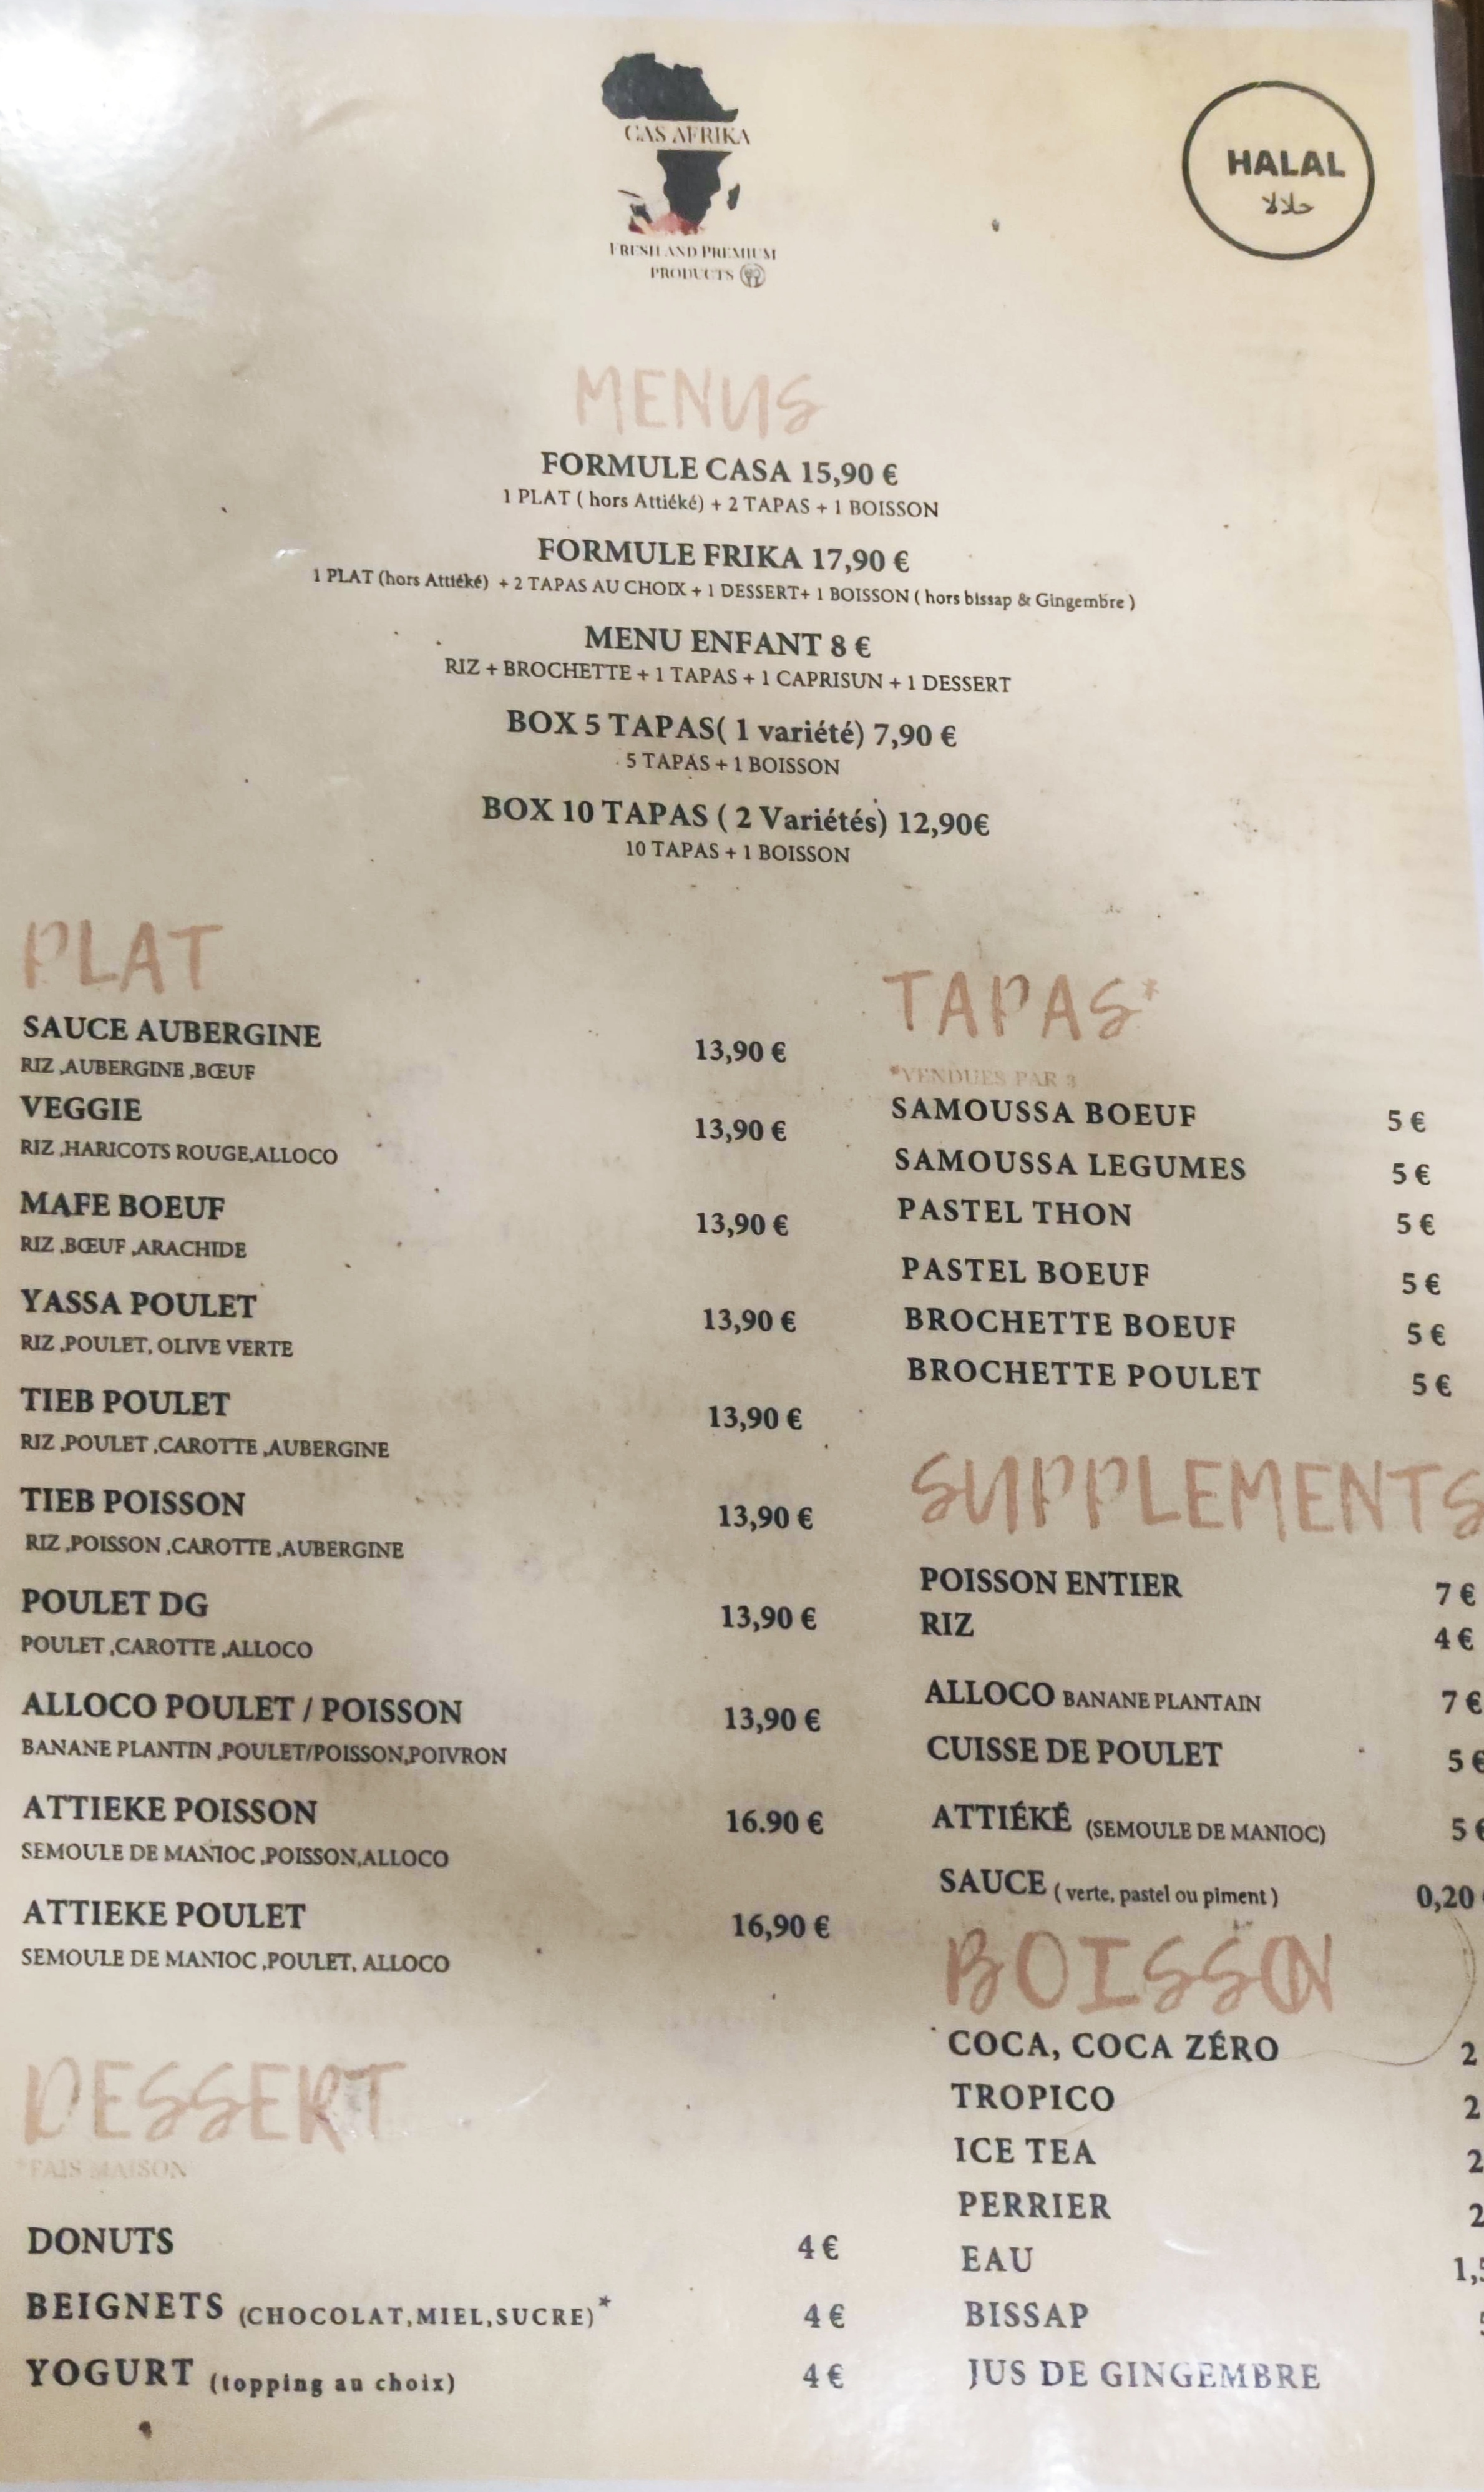 CAS AFRIKA
FRESH AND PREMIUM
PRODUCTS
HALAL
حلالا
MENUS
FORMULE CASA 15,90 €
1 PLAT ( hors Attiéké) + 2 TAPAS + 1 BOISSON
FORMULE FRIKA 17,90 €
1 PLAT (hors Attiéké) + 2 TAPAS AU CHOIX + 1 DESSERT+ 1 BOISSON ( hors bissap & Gingembre )
MENU ENFANT 8 €
RIZ + BROCHETTE + 1 TAPAS + 1 CAPRISUN + 1 DESSERT
BOX 5 TAPAS( 1 variété) 7,90 €
5 TAPAS + 1 BOISSON
BOX 10 TAPAS ( 2 Variétés) 12,90€
10 TAPAS + 1 BOISSON
PLAT
SAUCE AUBERGINE 13,90 €
RIZ ,AUBERGINE ,BŒUF
VEGGIE 13,90 €
RIZ ,HARICOTS ROUGE,ALLOCO
MAFE BOEUF 13,90 €
RIZ ,BŒUF ,ARACHIDE
YASSA POULET 13,90 €
RIZ ,POULET, OLIVE VERTE
TIEB POULET 13,90 €
RIZ ,POULET ,CAROTTE ,AUBERGINE
TIEB POISSON 13,90 €
RIZ ,POISSON ,CAROTTE ,AUBERGINE
POULET DG 13,90 €
POULET ,CAROTTE ,ALLOCO
ALLOCO POULET / POISSON 13,90 €
BANANE PLANTIN ,POULET/POISSON,POIVRON
ATTIEKE POISSON 16.90 €
SEMOULE DE MANIOC ,POISSON,ALLOCO
ATTIEKE POULET 16,90 €
SEMOULE DE MANIOC ,POULET, ALLOCO
DESSERT
*FAIS MAISON
DONUTS 4 €
BEIGNETS (CHOCOLAT,MIEL,SUCRE)* 4 €
YOGURT (topping au choix) 4 €
TAPAS*
*VENDUES PAR 3
SAMOUSSA BOEUF 5 €
SAMOUSSA LEGUMES 5 €
PASTEL THON 5 €
PASTEL BOEUF 5 €
BROCHETTE BOEUF 5 €
BROCHETTE POULET 5 €
SUPPLEMENTS
POISSON ENTIER 7 €
RIZ 4 €
ALLOCO BANANE PLANTAIN 7 €
CUISSE DE POULET 5 €
ATTIÉKÉ (SEMOULE DE MANIOC) 5 €
SAUCE ( verte, pastel ou piment ) 0,20
BOISSON
COCA, COCA ZÉRO 2
TROPICO 2
ICE TEA 2
PERRIER 2
EAU 1,5
BISSAP
JUS DE GINGEMBRE